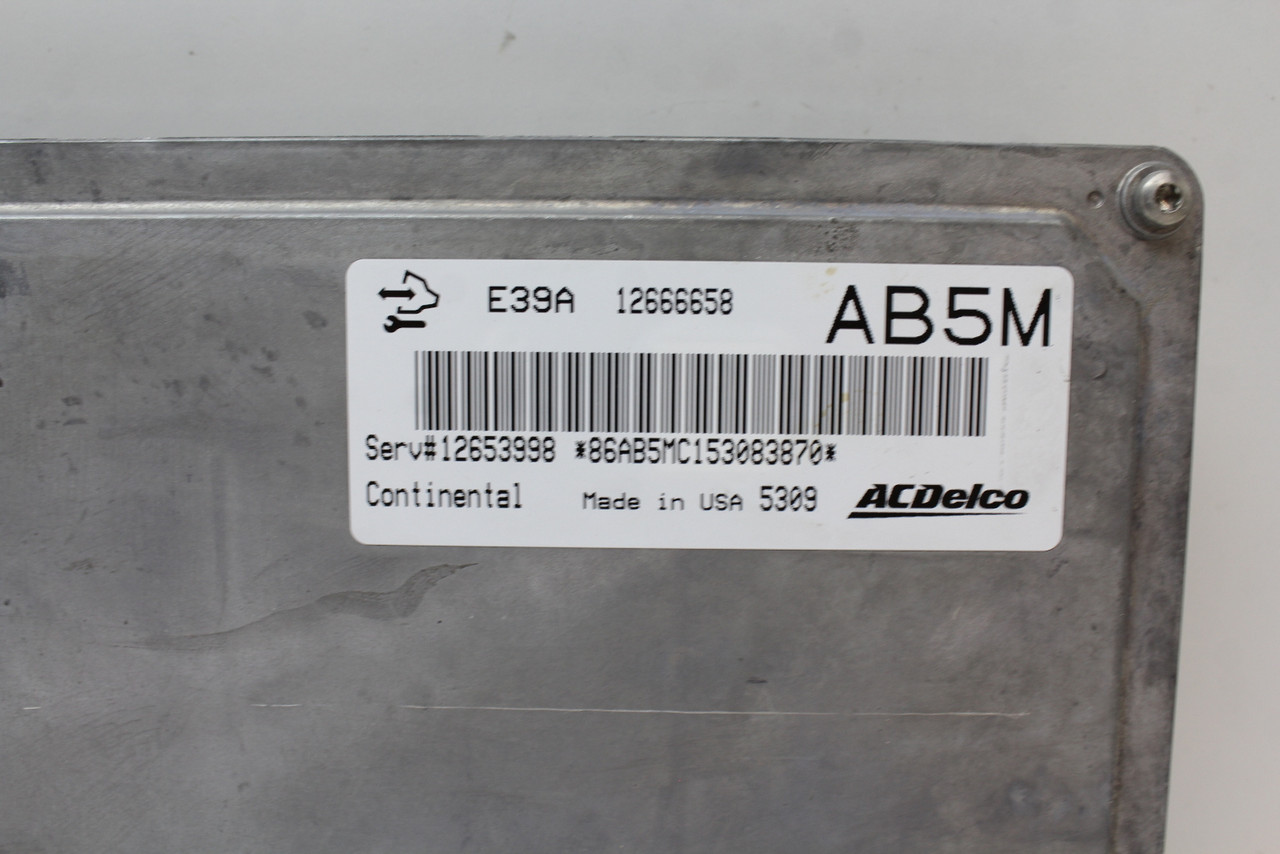 E39A 12666658 AB5M
Serv#12653998 *86AB5MC153083870*
Continental Made in USA 5309 ACDelco